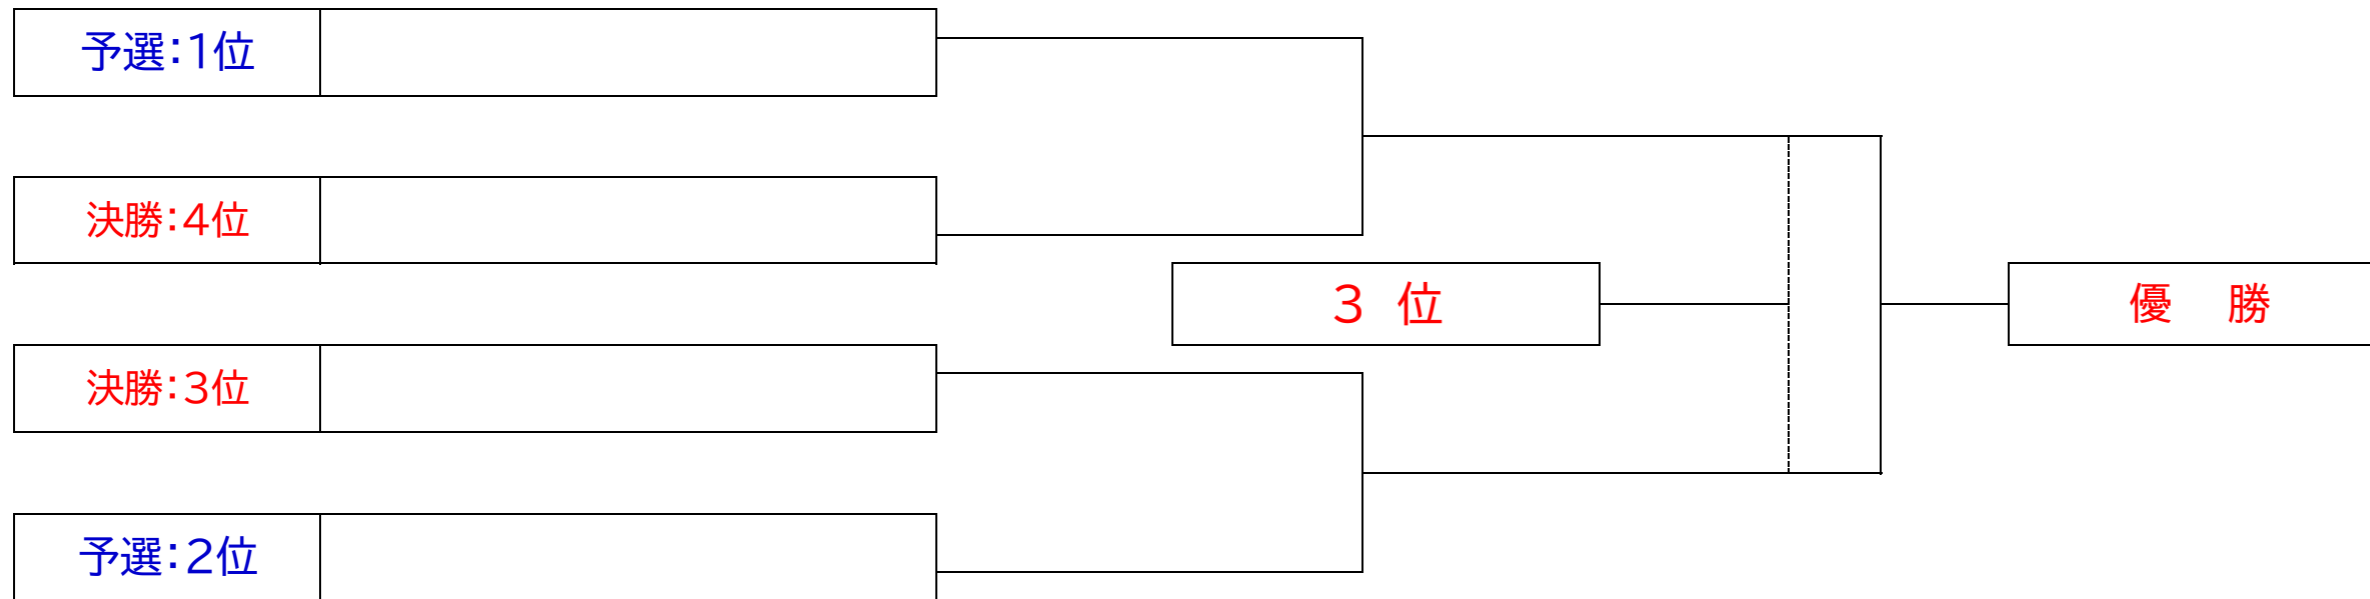 予選：1位
決勝：4位
３ 位
優 勝
決勝：3位
予選：2位